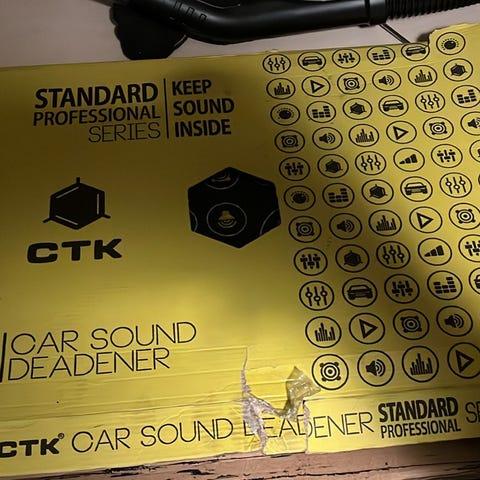 STANDARD
PROFESSIONAL
SERIES
KEEP
SOUND
INSIDE
CTK
CAR SOUND
DEADENER
CTK® CAR SOUND DEADENER STANDARD
PROFESSIONAL